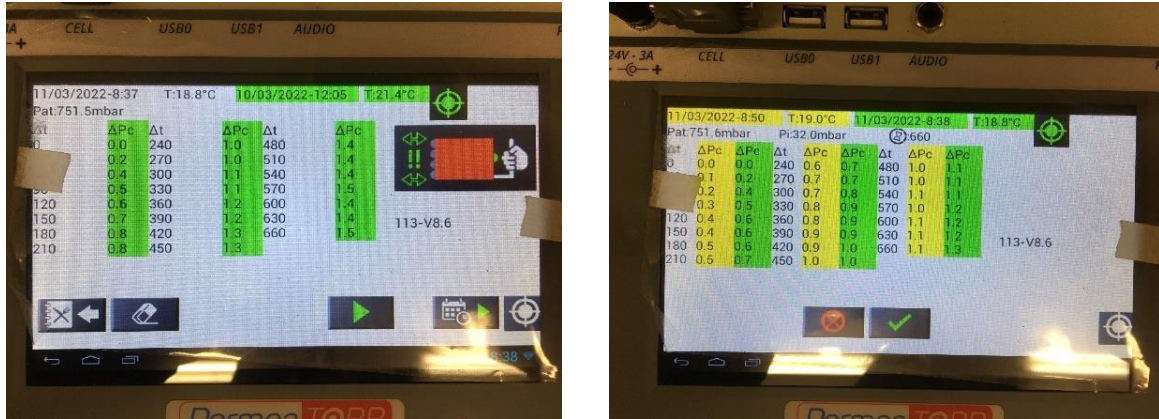 CELL USB0 USB1 AUDIO
11/03/2022-8:37 T:18.8°C 10/03/2022-12:05 T:21.4°C
Pat:751.5mbar
Δt ΔPc Δt ΔPc Δt ΔPc
0 0.0 240 1.0 480 1.4
0.2 270 1.0 510 1.4
0.4 300 1.1 540 1.4
90 0.5 330 1.1 570 1.5
120 0.6 360 1.2 600 1.4
150 0.7 390 1.2 630 1.4
180 0.8 420 1.3 660 1.5
210 0.8 450 1.3
!!
113-V8.6
8:38
24V - 3A CELL USB0 USB1 AUDIO
11/03/2022-8:50 T:19.0°C 11/03/2022-8:38 T:18.8°C
Pat:751.6mbar Pi:32.0mbar :660
Δt ΔPc ΔPc Δt ΔPc ΔPc Δt ΔPc ΔPc
0 0.0 0.0 240 0.6 0.7 480 1.0 1.1
0.1 0.2 270 0.7 0.7 510 1.0 1.1
0.2 0.4 300 0.7 0.8 540 1.1 1.1
0.3 0.5 330 0.8 0.9 570 1.0 1.2
120 0.4 0.6 360 0.8 0.9 600 1.1 1.2
150 0.4 0.6 390 0.9 0.9 630 1.1 1.2
180 0.5 0.6 420 0.9 1.0 660 1.1 1.3
210 0.5 0.7 450 1.0 1.0
113-V8.6